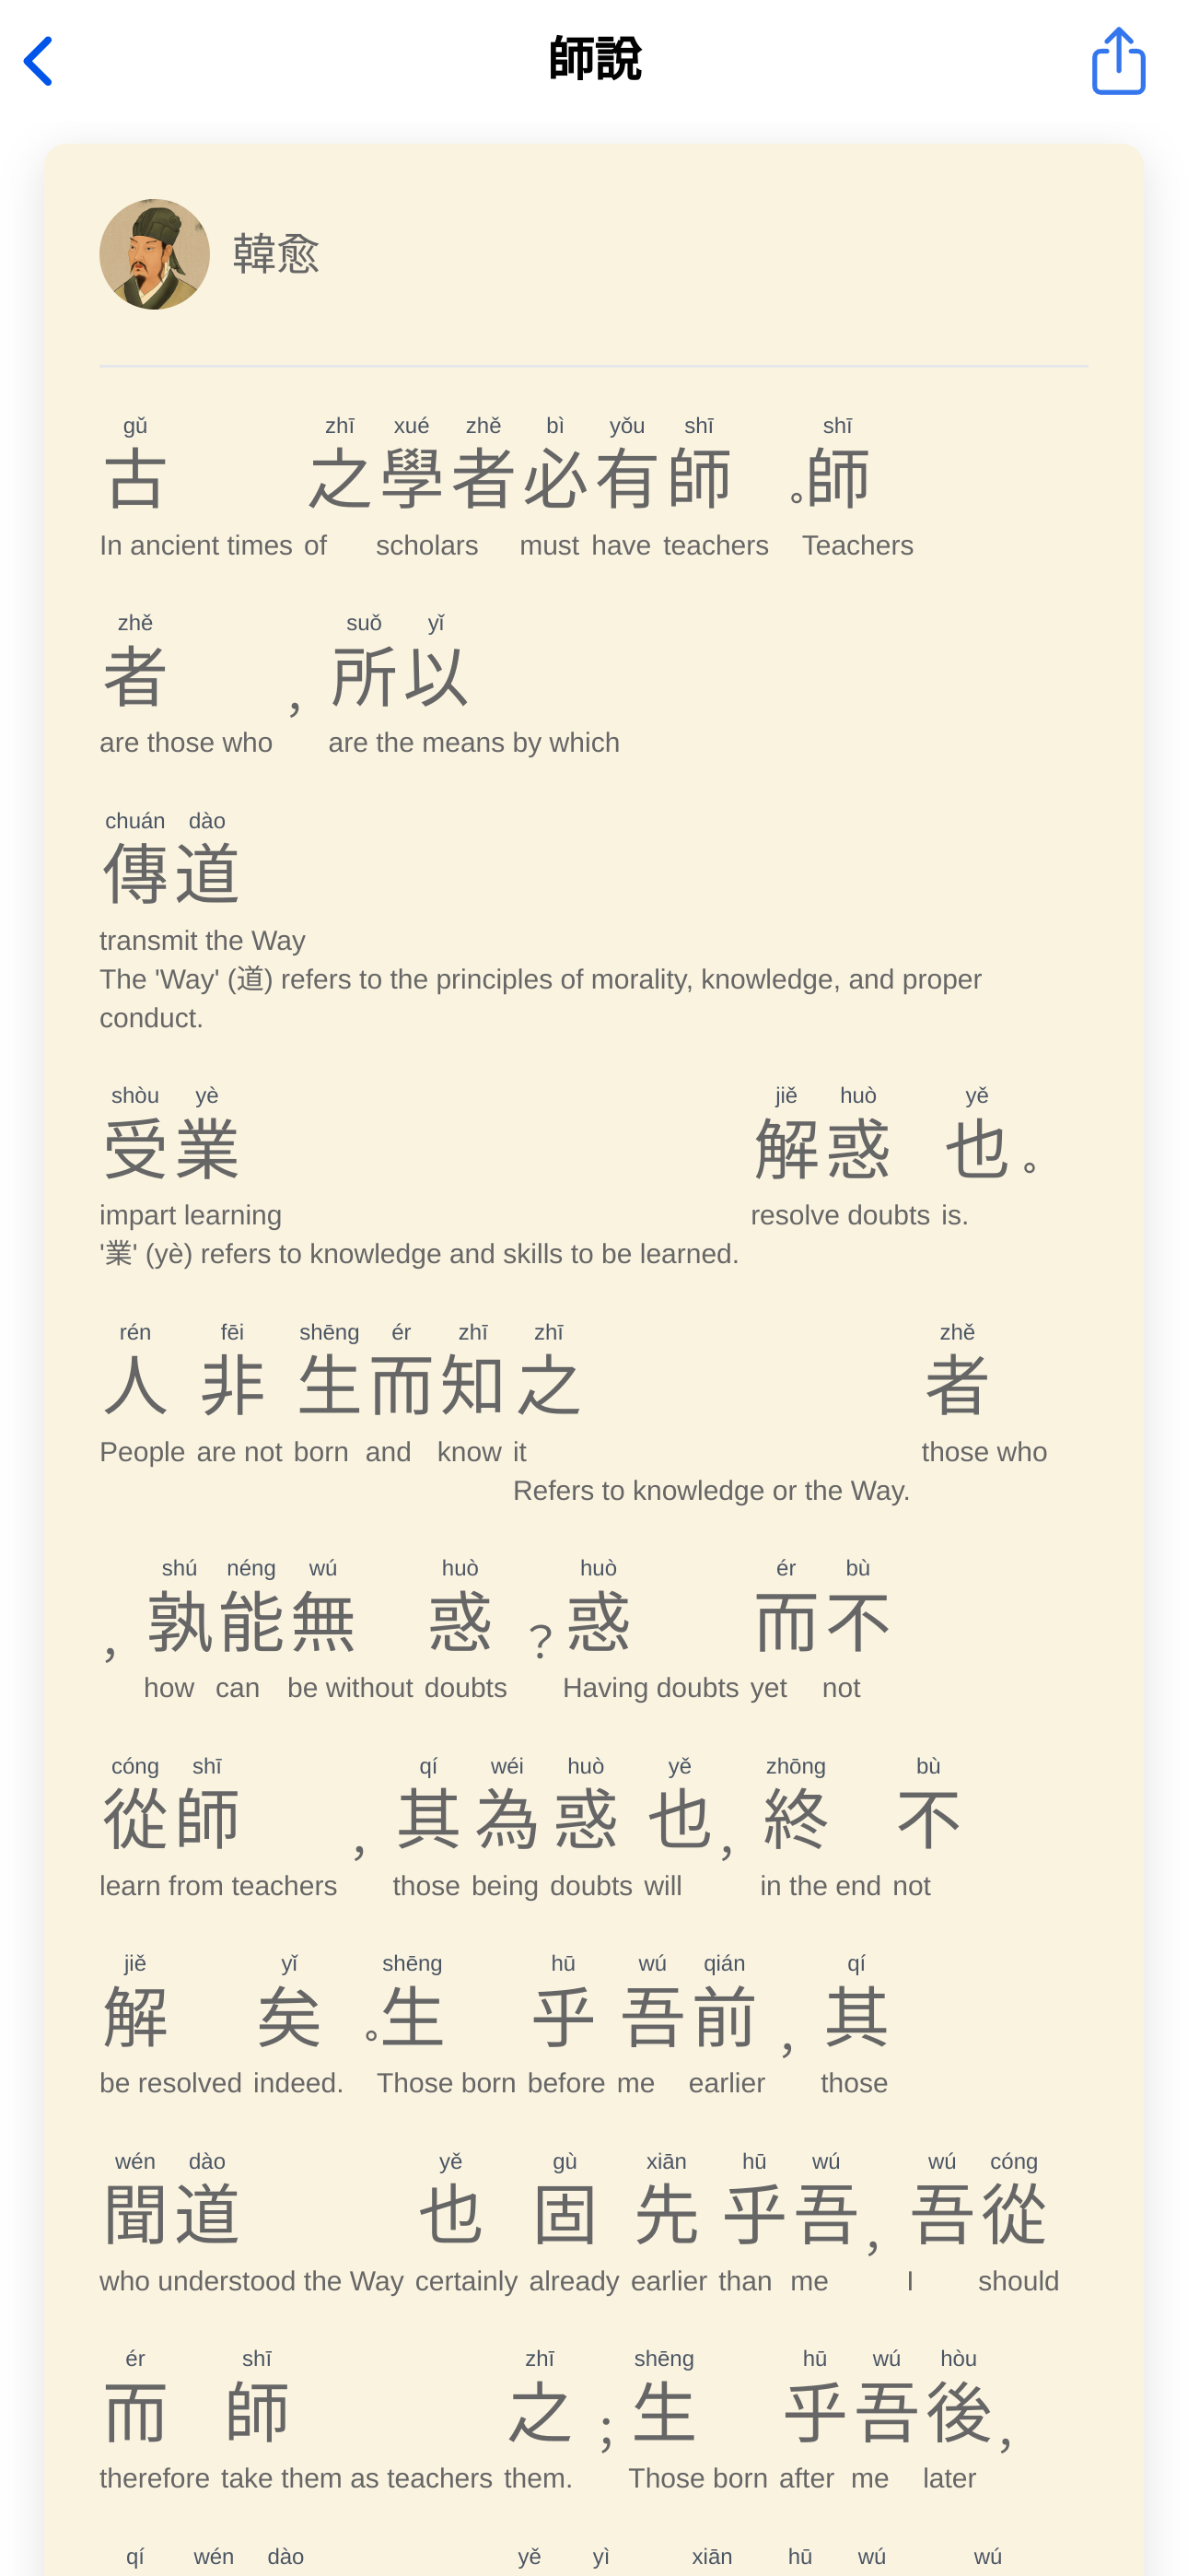 師說
韓愈
gǔ zhī xué zhě bì yǒu shī shī
古之學者必有師。師
In ancient times of scholars must have teachers Teachers
zhě suǒ yǐ
者，所以
are those who are the means by which
chuán dào
傳道
transmit the Way
The 'Way' (道) refers to the principles of morality, knowledge, and proper
conduct.
shòu yè jiě huò yě
受業解惑也。
impart learning resolve doubts is.
'業' (yè) refers to knowledge and skills to be learned.
rén fēi shēng ér zhī zhī zhě
人非生而知之者
People are not born and know it those who
Refers to knowledge or the Way.
shú néng wú huò huò ér bù
，孰能無惑？惑而不
how can be without doubts Having doubts yet not
cóng shī qí wéi huò yě zhōng bù
從師，其為惑也，終不
learn from teachers those being doubts will in the end not
jiě yǐ shēng hū wú qián qí
解矣。生乎吾前，其
be resolved indeed. Those born before me earlier those
wén dào yě gù xiān hū wú wú cóng
聞道也固先乎吾，吾從
who understood the Way certainly already earlier than me I should
ér shī zhī shēng hū wú hòu
而師之；生乎吾後，
therefore take them as teachers them. Those born after me later
qí wén dào yě yì xiān hū wú wú